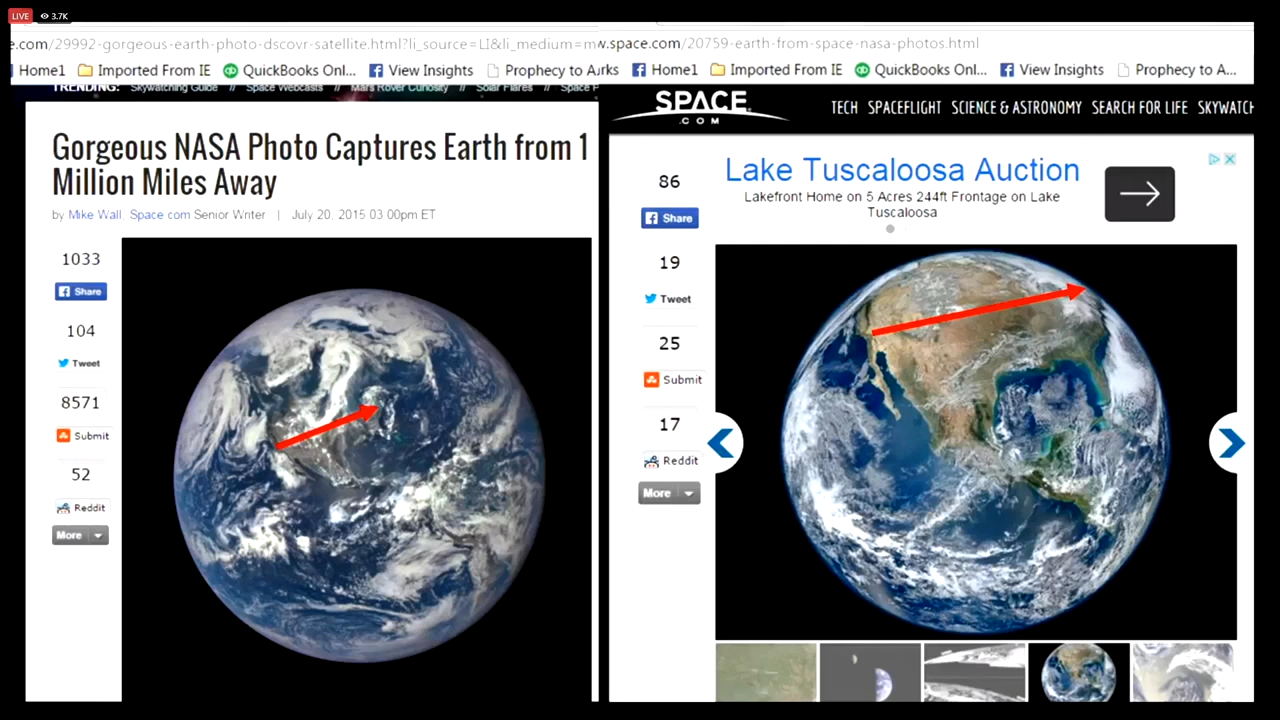 LIVE 3.7K
e.com/29992-gorgeous-earth-photo-dscovr-satellite.html?li_source=LI&li_medium=m
Home1 Imported From IE QuickBooks Onl... View Insights Prophecy to A
TRENDING: Skywatching Guide // Space Webcasts // Mars Rover Curiosity // Solar Flares // Space
Gorgeous NASA Photo Captures Earth from 1
Million Miles Away
by Mike Wall, Space com Senior Writer | July 20, 2015 03 00pm ET
1033
Share
104
Tweet
8571
Submit
52
Reddit
More
w.space.com/20759-earth-from-space-nasa-photos.html
rks Home1 Imported From IE QuickBooks Onl... View Insights Prophecy to A...
SPACE
.COM
TECH SPACEFLIGHT SCIENCE & ASTRONOMY SEARCH FOR LIFE SKYWATCH
Lake Tuscaloosa Auction
Lakefront Home on 5 Acres 244ft Frontage on Lake
Tuscaloosa
86
Share
19
Tweet
25
Submit
17
Reddit
More